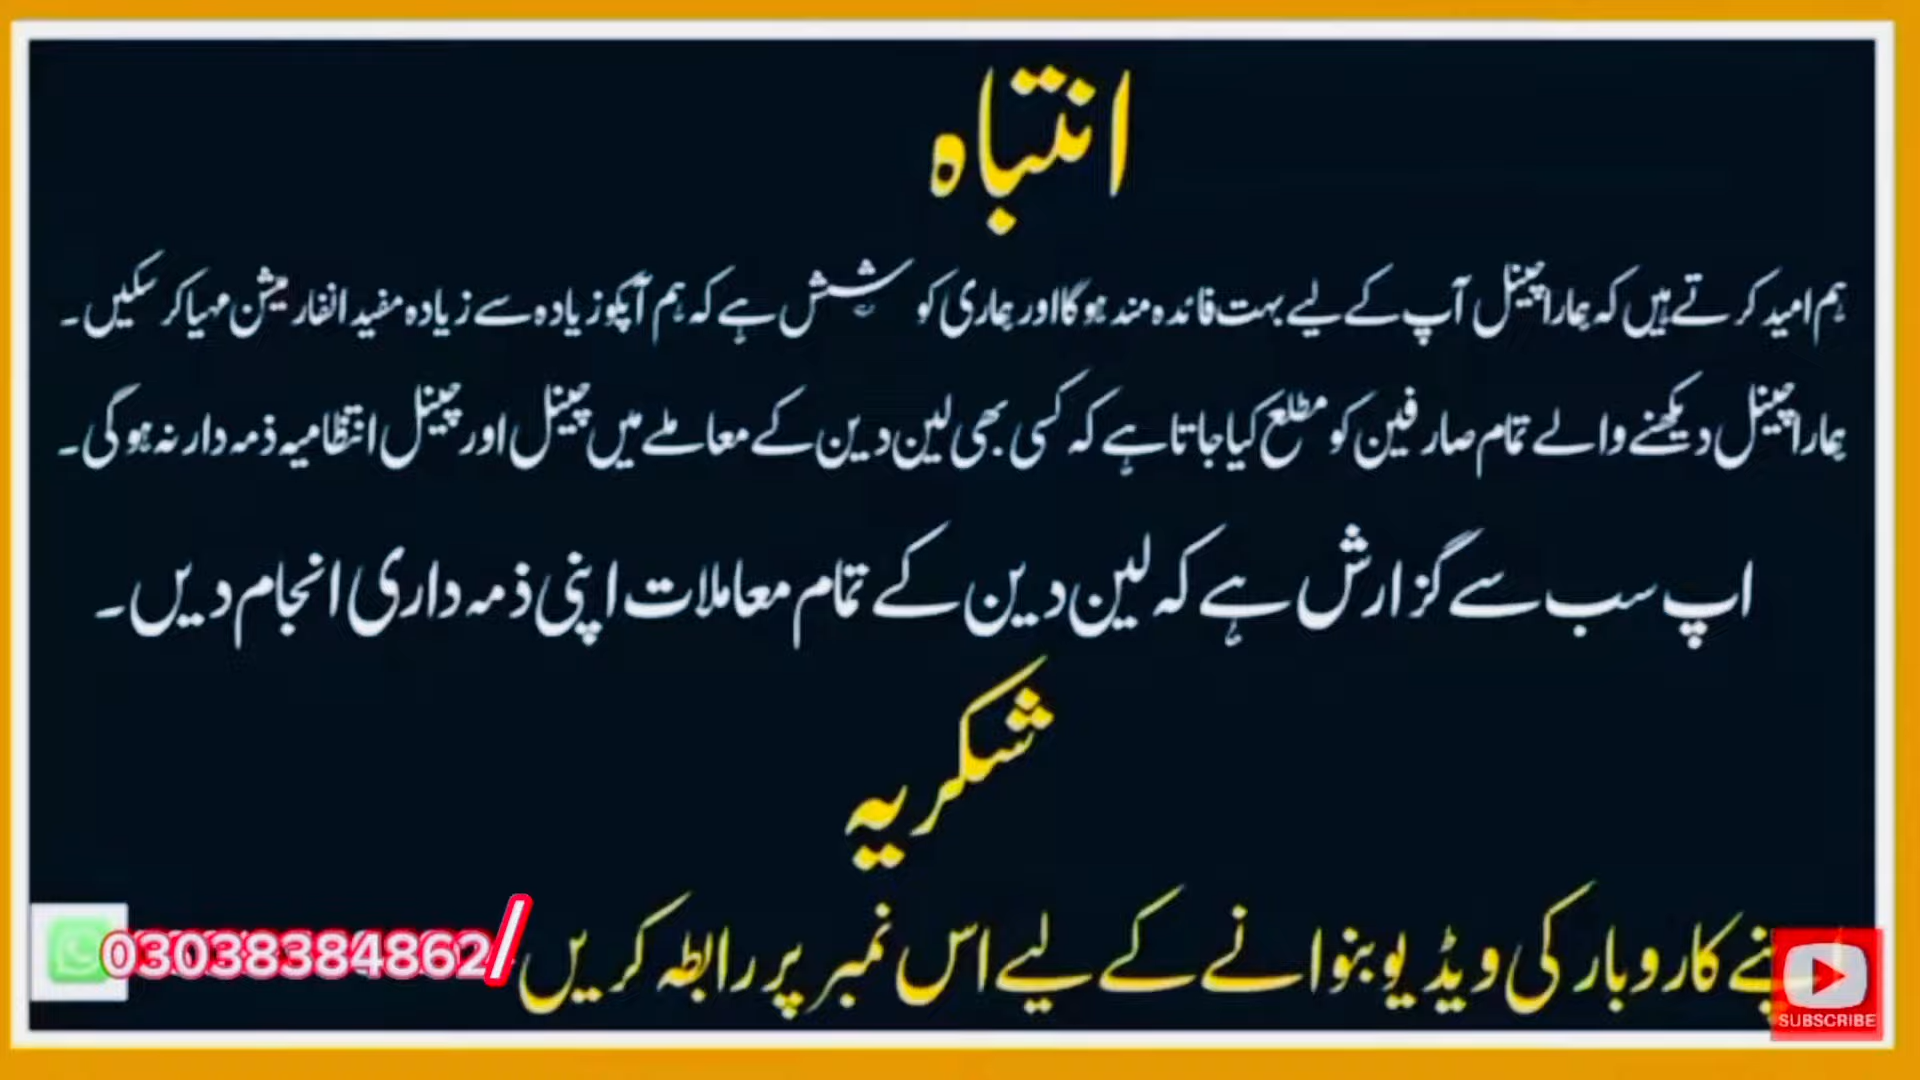 انتباہ
ہم امید کرتے ہیں کہ ہمارا چینل آپ کے لیے بہت فائدہ مند ہوگا اور ہماری کوشش ہے کہ ہم آپکو زیادہ سے زیادہ مفید انفارمیشن مہیا کر سکیں۔
ہمارا چینل دیکھنے والے تمام صارفین کو مطلع کیا جاتا ہے کہ کسی بھی لین دین کے معاملے میں چینل اور چینل انتظامیہ ذمہ دار نہ ہوگی۔
اپ سب سے گزارش ہے کہ لین دین کے تمام معاملات اپنی ذمہ داری انجام دیں۔
شکریہ
کاروبار کی ویڈیو بنوانے کے لیے اس نمبر پر رابطہ کریں / 03038384862
SUBSCRIBE